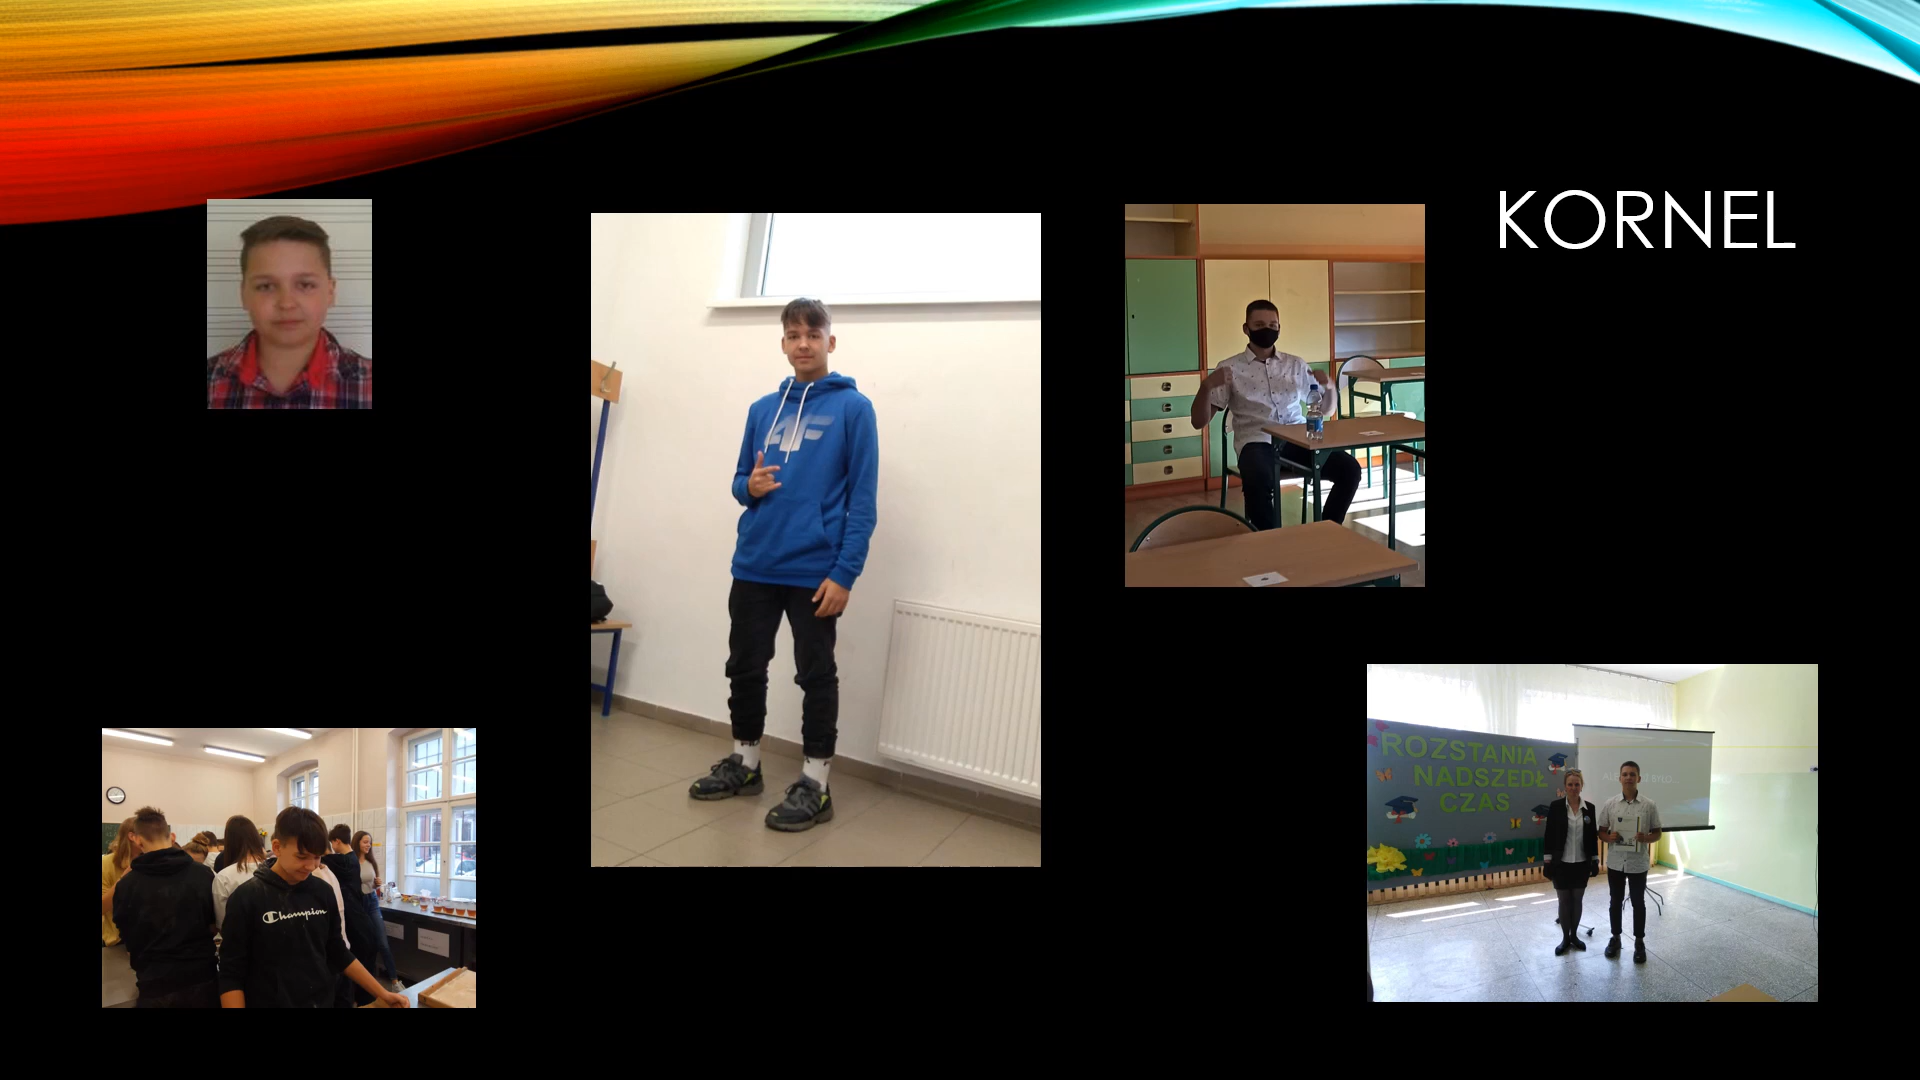 KORNEL
4F
Champion
ROZSTANIA
NADSZEDŁ
CZAS